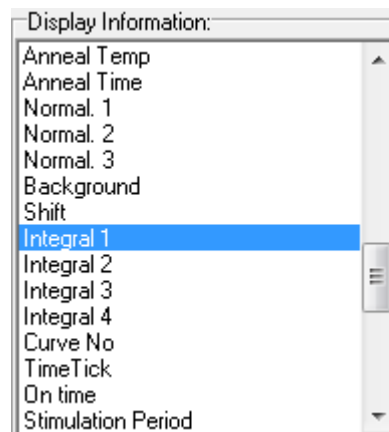 Display Information:
Anneal Temp
Anneal Time
Normal. 1
Normal. 2
Normal. 3
Background
Shift
Integral 1
Integral 2
Integral 3
Integral 4
Curve No
TimeTick
On time
Stimulation Period